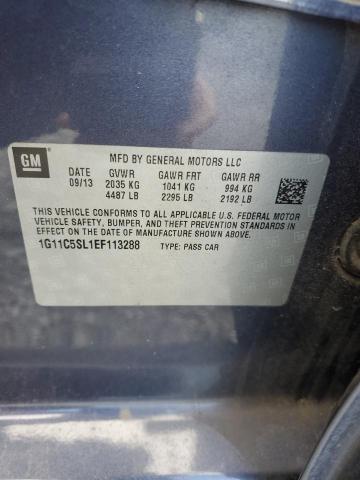 GM
MFD BY GENERAL MOTORS LLC
DATE GVWR GAWR FRT GAWR RR
09/13 2035 KG 1041 KG 994 KG
4487 LB 2295 LB 2192 LB
THIS VEHICLE CONFORMS TO ALL APPLICABLE U.S. FEDERAL MOTOR
VEHICLE SAFETY, BUMPER, AND THEFT PREVENTION STANDARDS IN
EFFECT ON THE DATE OF MANUFACTURE SHOWN ABOVE.
1G11C5SL1EF113288 TYPE: PASS CAR